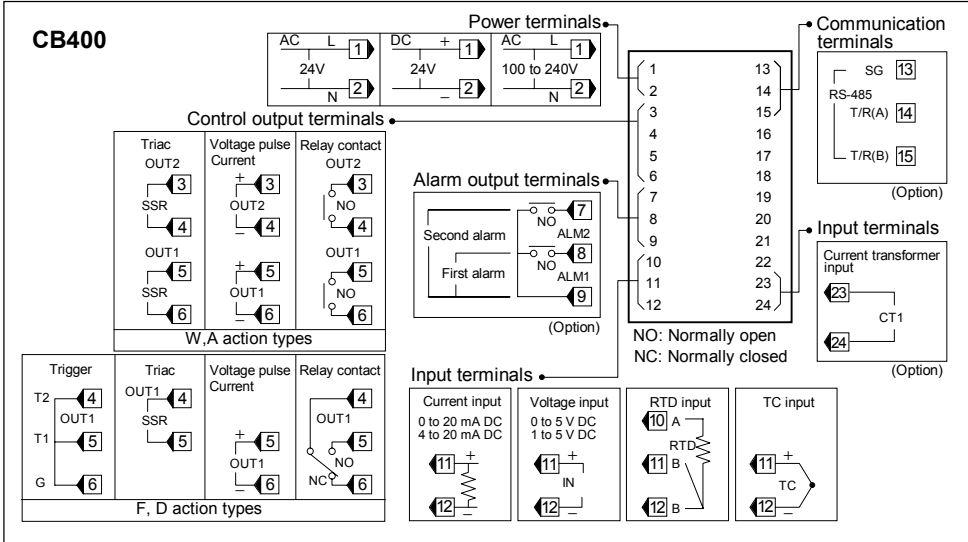 CB400
Power terminals
AC L 1
24V
N 2
DC + 1
24V
– 2
AC L 1
100 to 240V
N 2
Control output terminals
Triac
OUT2
3
SSR
4
OUT1
5
SSR
6
Voltage pulse
Current
+ 3
OUT2
– 4
+ 5
OUT1
– 6
Relay contact
OUT2
3
NO
4
OUT1
5
NO
6
W,A action types
Trigger
T2 4
OUT1
T1 5
G 6
Triac
OUT1 4
SSR
5
Voltage pulse
Current
+ 5
OUT1
– 6
Relay contact
4
OUT1
5
NO
NC 6
F, D action types
Alarm output terminals
7
NO
Second alarm
ALM2
8
NO
First alarm
ALM1
9
(Option)
1 13
2 14
3 15
4 16
5 17
6 18
7 19
8 20
9 21
10 22
11 23
12 24
NO: Normally open
NC: Normally closed
Communication
terminals
SG 13
RS-485
T/R(A) 14
T/R(B) 15
(Option)
Input terminals
Current transformer
input
23
CT1
24
(Option)
Input terminals
Current input
0 to 20 mA DC
4 to 20 mA DC
11 +
12 –
Voltage input
0 to 5 V DC
1 to 5 V DC
11 +
IN
12 –
RTD input
10 A
RTD
11 B
12 B
TC input
11 +
TC
12 –